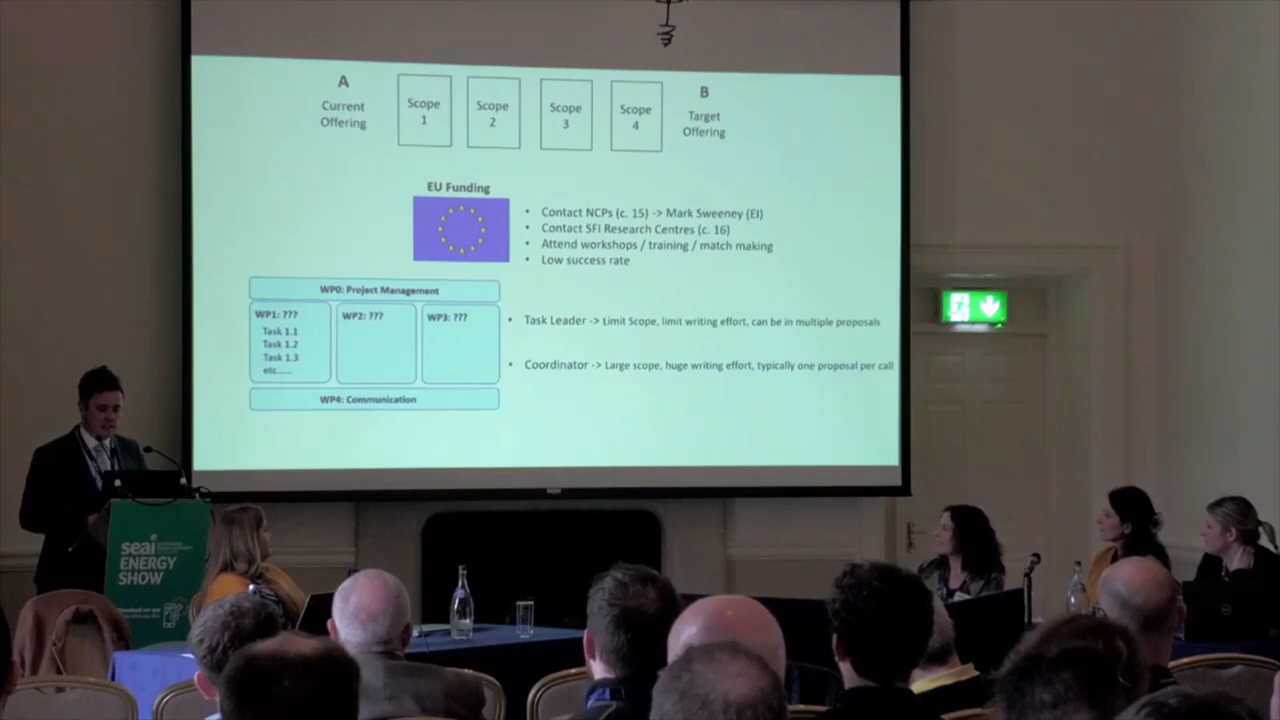 A
Current
Offering
Scope
1
Scope
2
Scope
3
Scope
4
B
Target
Offering
EU Funding
• Contact NCPs (c. 15) -> Mark Sweeney (EI)
• Contact SFI Research Centres (c. 16)
• Attend workshops / training / match making
• Low success rate
WP0: Project Management
WP1: ???
Task 1.1
Task 1.2
Task 1.3
etc......
WP2: ???
WP3: ???
WP4: Communication
• Task Leader -> Limit Scope, limit writing effort, can be in multiple proposals
• Coordinator -> Large scope, huge writing effort, typically one proposal per call
seai
ENERGY
SHOW